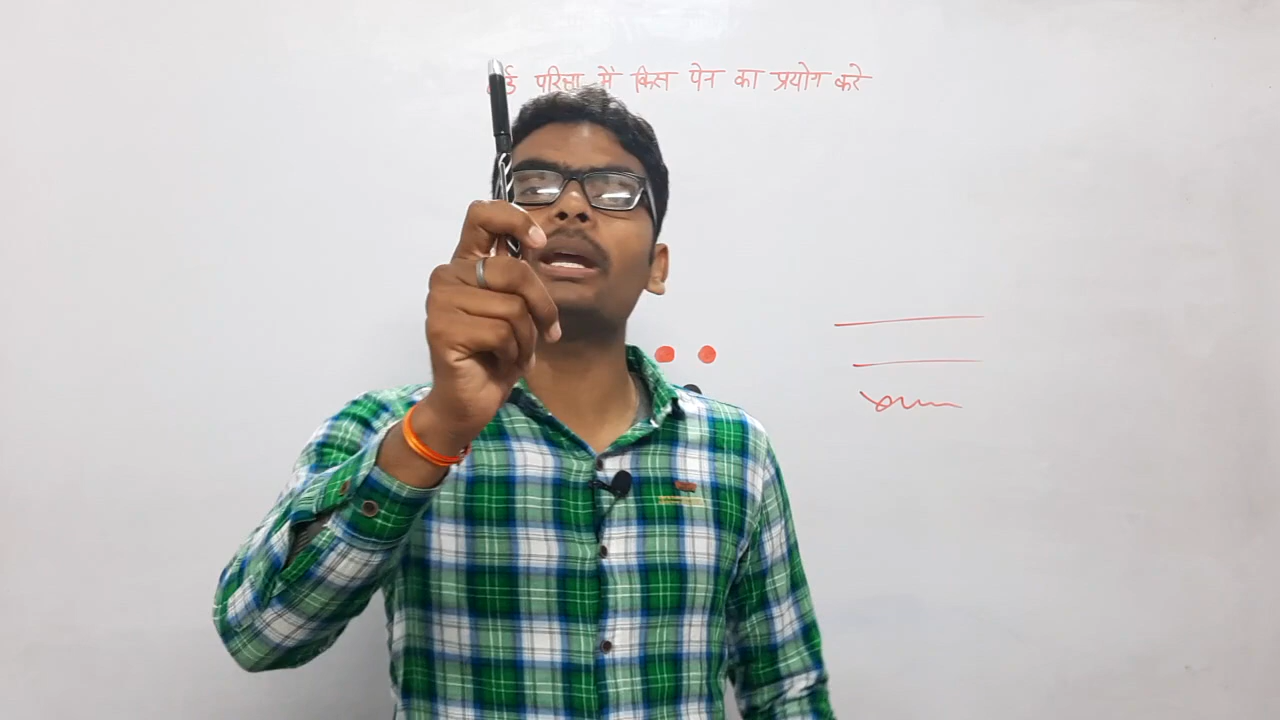 परिक्षा में किस पेन का प्रयोग करे